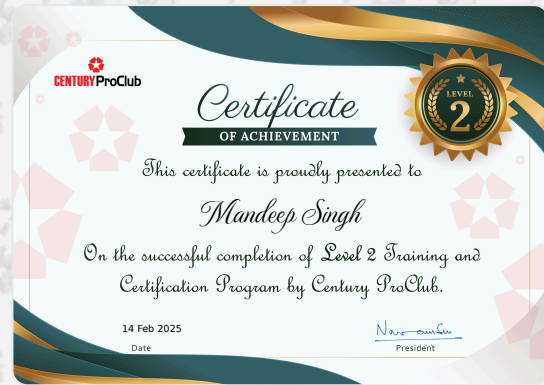 CENTURY ProClub
LEVEL
2
Certificate
OF ACHIEVEMENT
This certificate is proudly presented to
Mandeep Singh
On the successful completion of Level 2 Training and
Certification Program by Century ProClub.
14 Feb 2025
Date
President